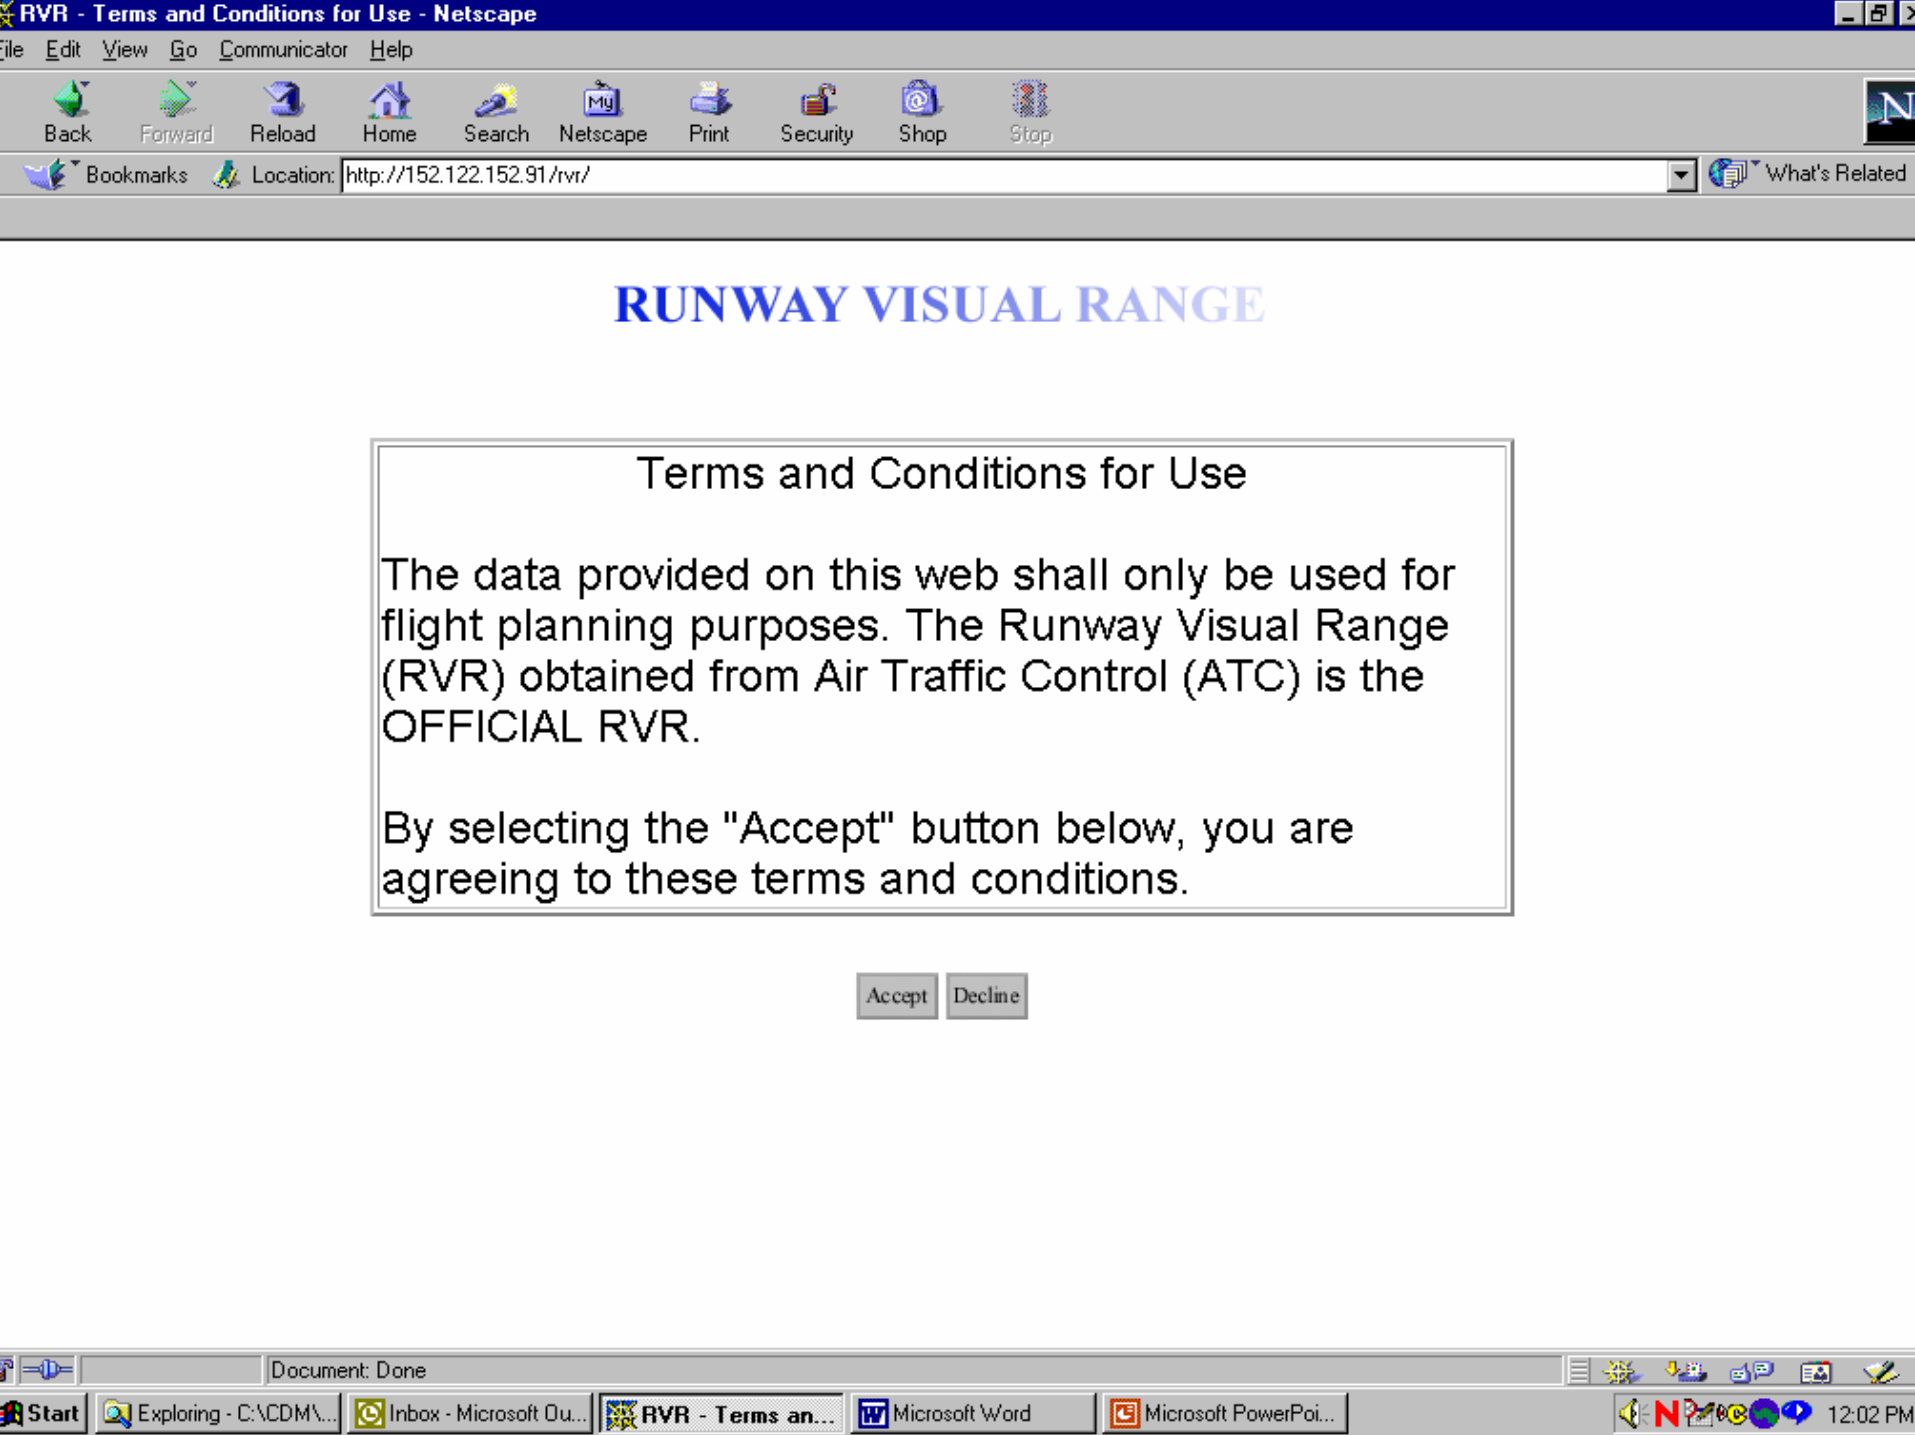 RVR - Terms and Conditions for Use - Netscape
File Edit View Go Communicator Help
Back Forward Reload Home Search Netscape Print Security Shop Stop
My
N
Bookmarks Location: http://152.122.152.91/rvr/ What's Related
RUNWAY VISUAL RANGE
Terms and Conditions for Use
The data provided on this web shall only be used for
flight planning purposes. The Runway Visual Range
(RVR) obtained from Air Traffic Control (ATC) is the
OFFICIAL RVR.
By selecting the "Accept" button below, you are
agreeing to these terms and conditions.
Accept Decline
Document: Done
Start Exploring - C:\CDM\... Inbox - Microsoft Ou... RVR - Terms an... Microsoft Word Microsoft PowerPoi... 12:02 PM